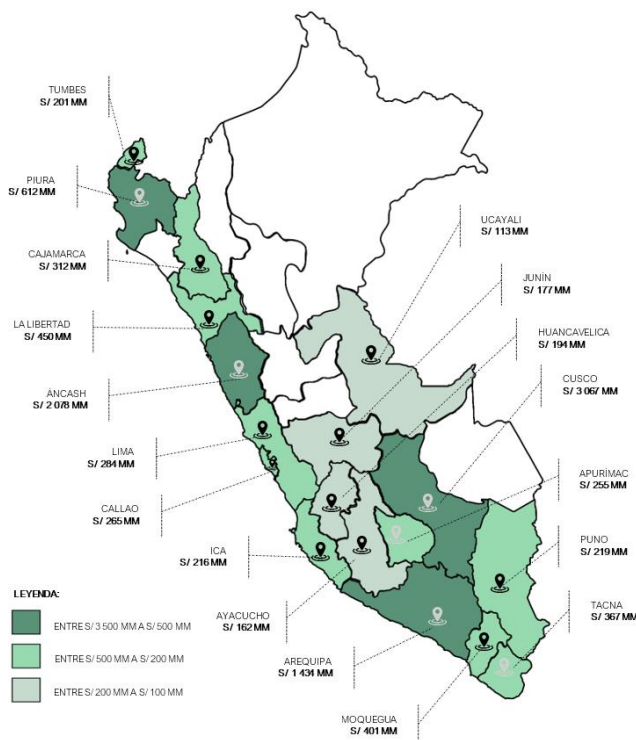 TUMBES
S/ 201 MM
PIURA
S/ 612 MM
CAJAMARCA
S/ 312 MM
LA LIBERTAD
S/ 450 MM
ÁNCASH
S/ 2 078 MM
LIMA
S/ 284 MM
CALLAO
S/ 265 MM
ICA
S/ 216 MM
AYACUCHO
S/ 162 MM
AREQUIPA
S/ 1 434 MM
MOQUEGUA
S/ 401 MM
UCAYALI
S/ 113 MM
JUNÍN
S/ 177 MM
HUANCAVELICA
S/ 194 MM
CUSCO
S/ 3 067 MM
APURÍMAC
S/ 255 MM
PUNO
S/ 219 MM
TACNA
S/ 367 MM
LEYENDA:
ENTRE S/ 3 500 MM A S/ 500 MM
ENTRE S/ 500 MM A S/ 200 MM
ENTRE S/ 200 MM A S/ 100 MM